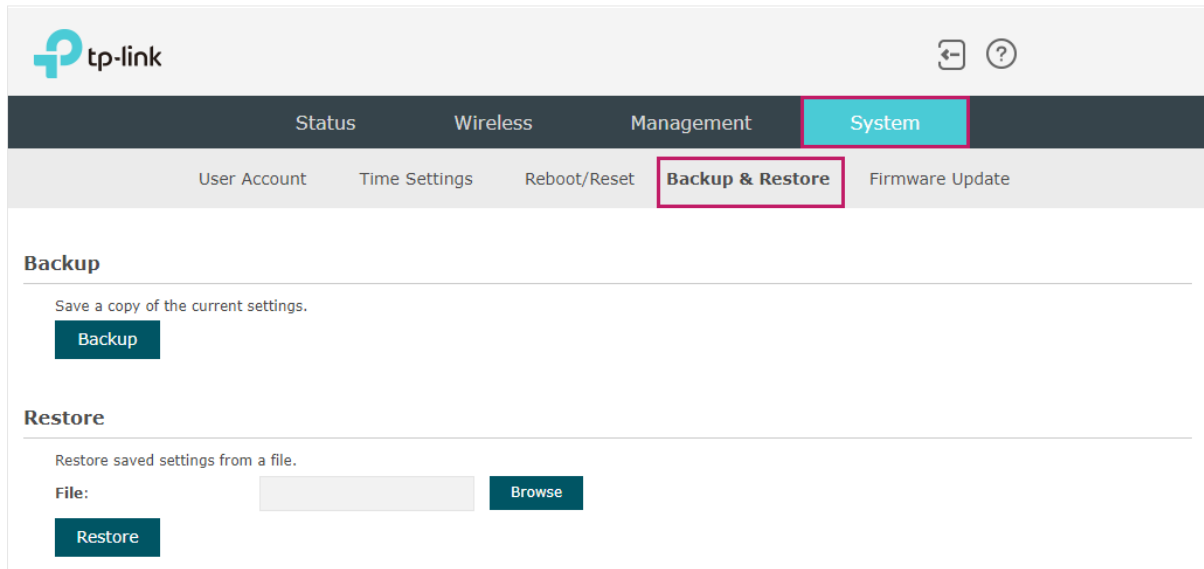 tp-link
?
Status Wireless Management System
User Account Time Settings Reboot/Reset Backup & Restore Firmware Update
Backup
Save a copy of the current settings.
Backup
Restore
Restore saved settings from a file.
File: Browse
Restore